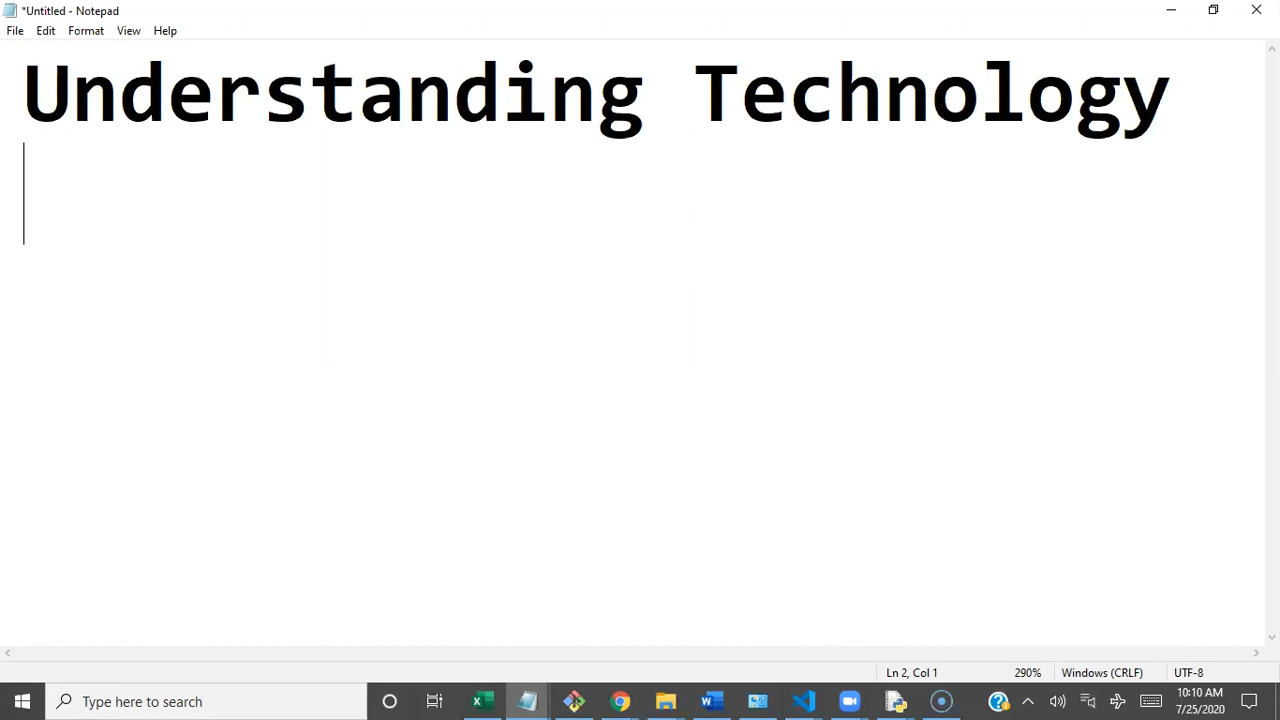 *Untitled - Notepad
File Edit Format View Help
Understanding Technology
Ln 2, Col 1 290% Windows (CRLF) UTF-8
Type here to search
10:10 AM
7/25/2020